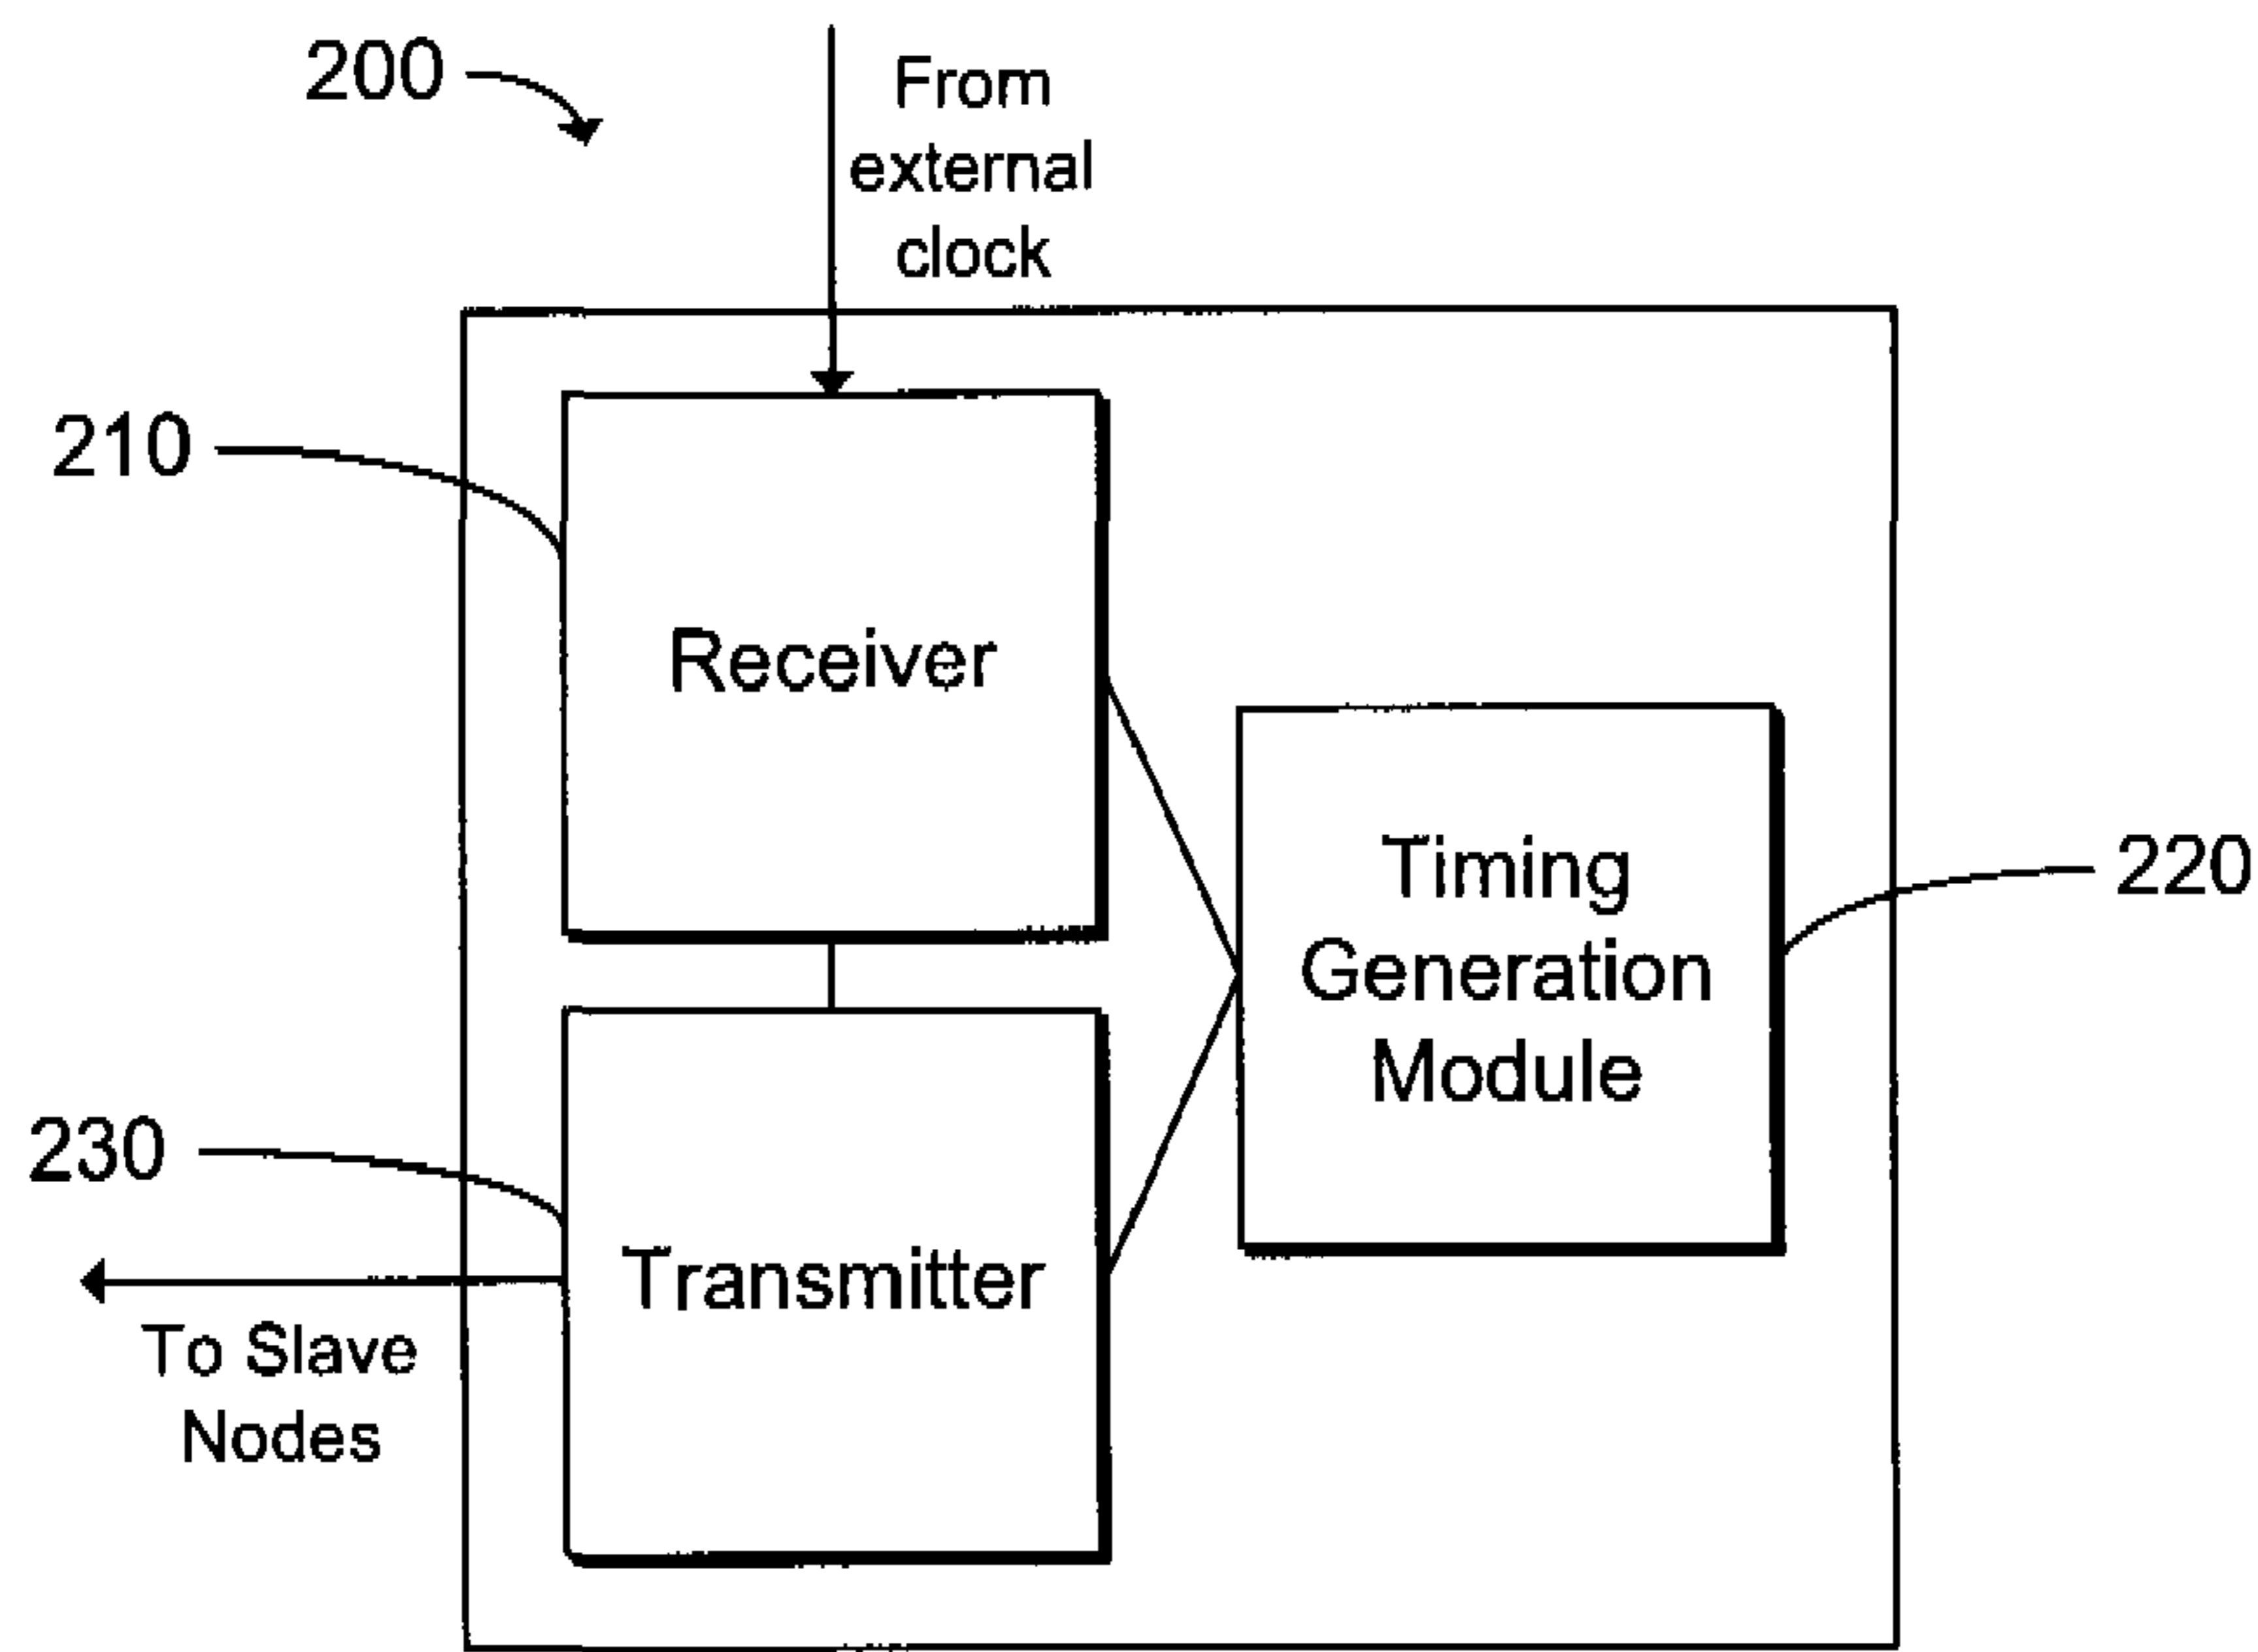 200
From
external
clock
210
Receiver
Timing
Generation
Module
220
230
Transmitter
To Slave
Nodes